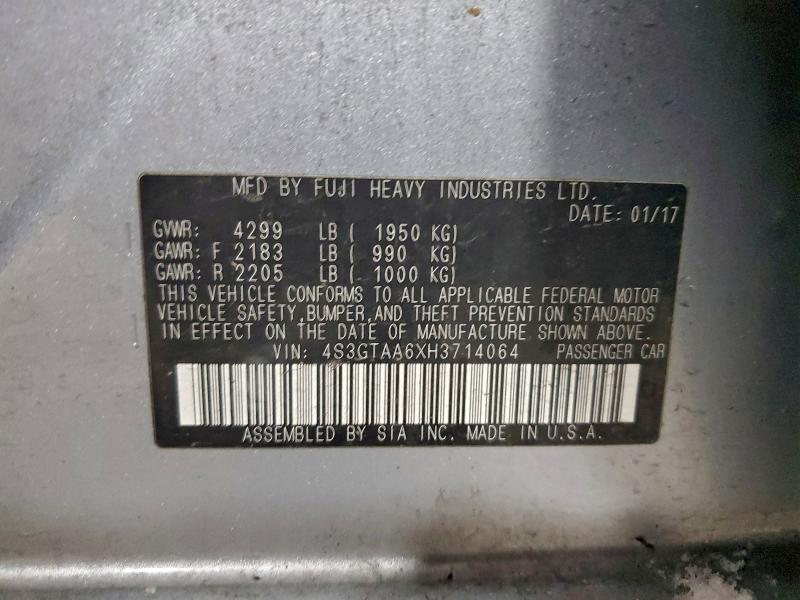 MFD BY FUJI HEAVY INDUSTRIES LTD.
DATE: 01/17
GVWR: 4299 LB ( 1950 KG)
GAWR: F 2183 LB ( 990 KG)
GAWR: R 2205 LB ( 1000 KG)
THIS VEHICLE CONFORMS TO ALL APPLICABLE FEDERAL MOTOR
VEHICLE SAFETY,BUMPER,AND THEFT PREVENTION STANDARDS
IN EFFECT ON THE DATE OF MANUFACTURE SHOWN ABOVE.
VIN: 4S3GTAA6XH3714064 PASSENGER CAR
ASSEMBLED BY SIA INC. MADE IN U.S.A.